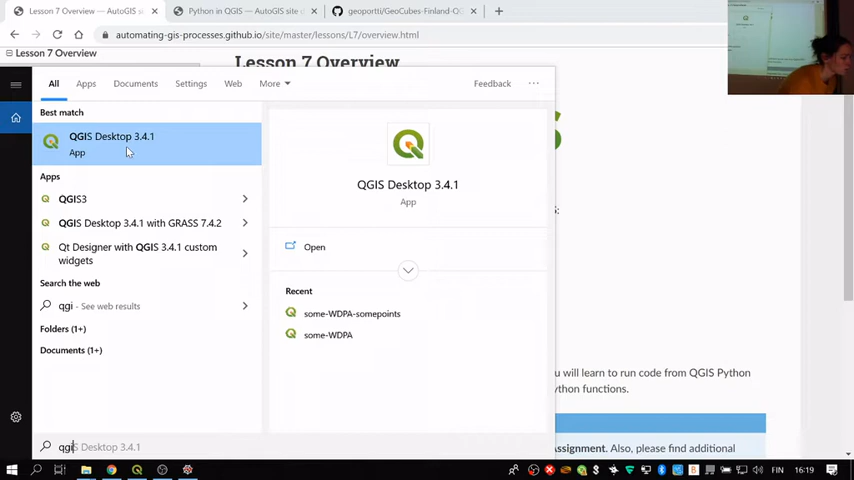 Lesson 7 Overview — AutoGIS sit
Python in QGIS — AutoGIS site d
geoportti/GeoCubes-Finland-QG
automating-gis-processes.github.io/site/master/lessons/L7/overview.html
Lesson 7 Overview
Lesson 7 Overview
All
Apps
Documents
Settings
Web
More
Feedback
Best match
QGIS Desktop 3.4.1
App
QGIS Desktop 3.4.1
App
Apps
QGIS3
QGIS Desktop 3.4.1 with GRASS 7.4.2
Qt Designer with QGIS 3.4.1 custom
widgets
Open
Search the web
qgi - See web results
Recent
some-WDPA-somepoints
some-WDPA
Folders (1+)
Documents (1+)
u will learn to run code from QGIS Python
ython functions.
ssignment. Also, please find additional
qgiS Desktop 3.4.1
FIN
16:19